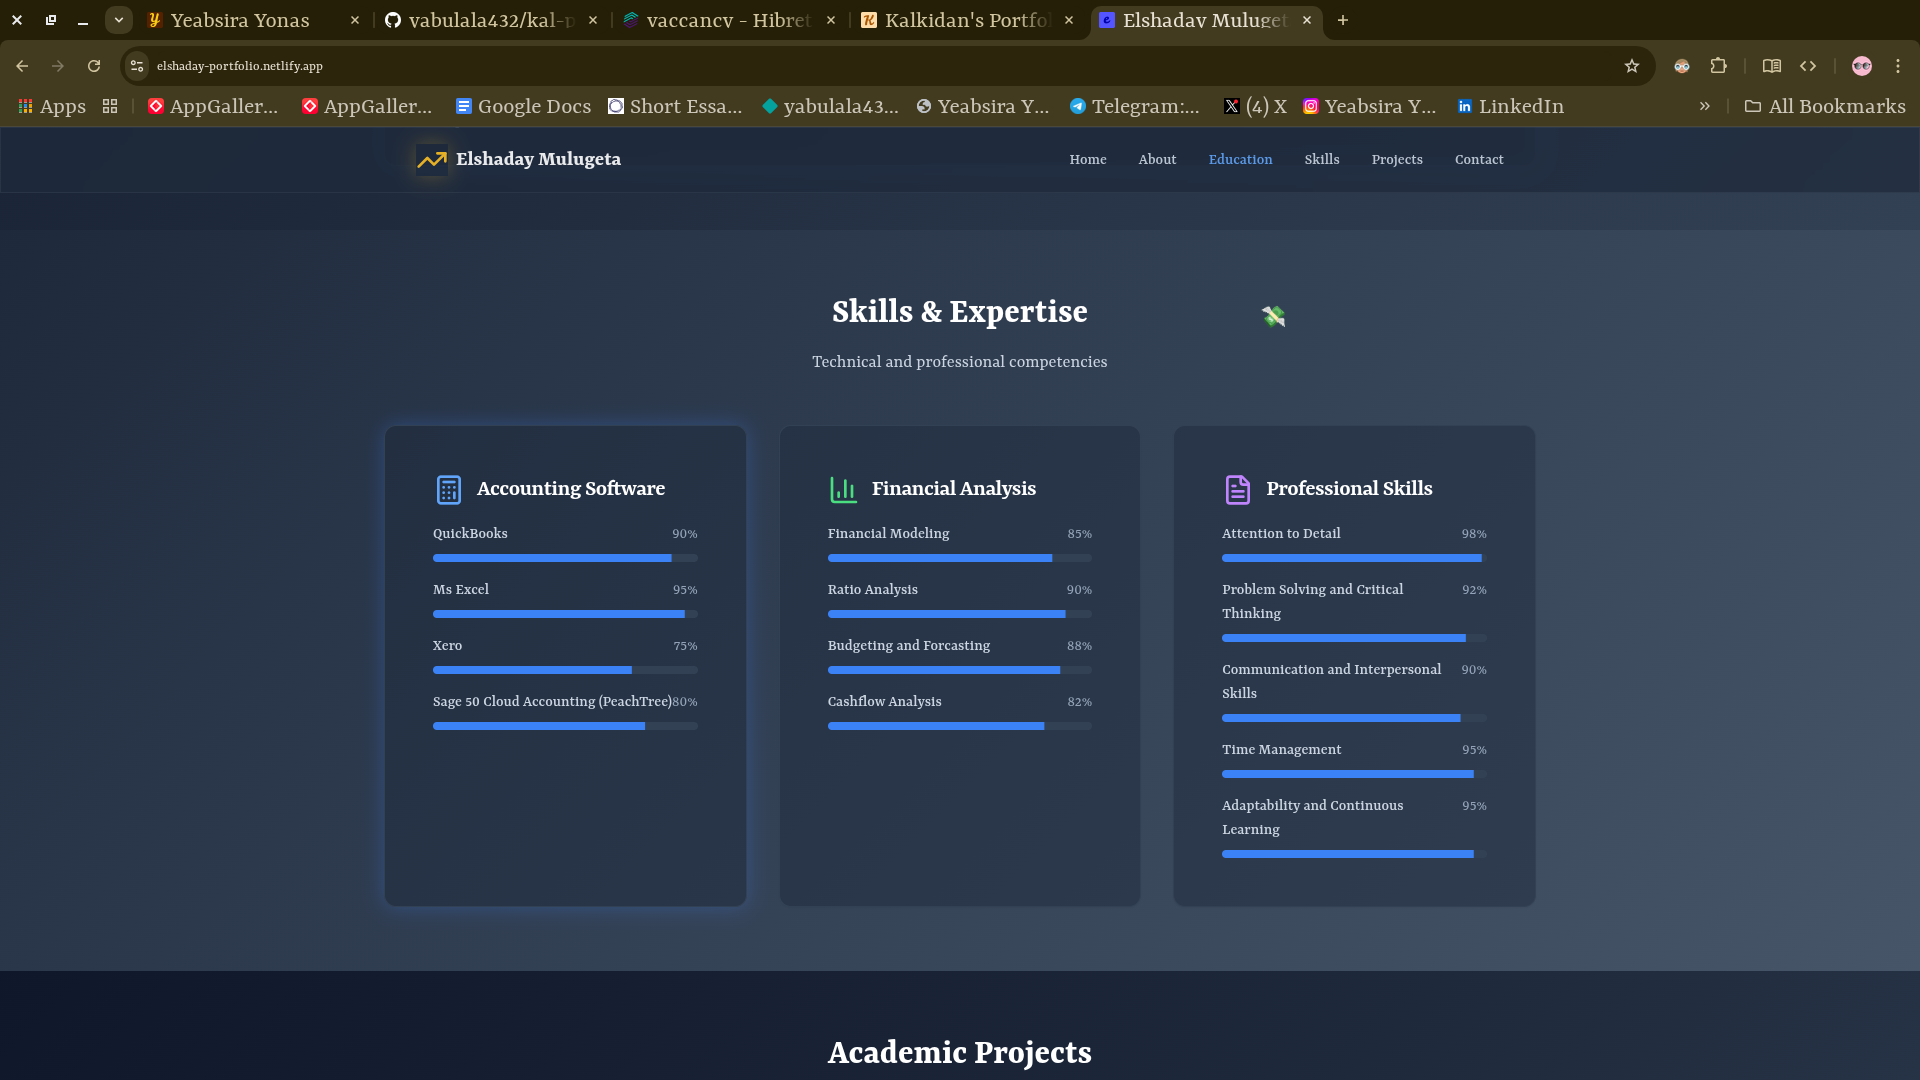 Yeabsira Yonas
yabulala432/kal-p
vaccancy - Hibret
Kalkidan's Portfo
Elshaday Muluget
elshaday-portfolio.netlify.app
Apps
AppGaller...
AppGaller...
Google Docs
Short Essa...
yabulala43...
Yeabsira Y...
Telegram:...
(4) X
Yeabsira Y...
LinkedIn
All Bookmarks
Elshaday Mulugeta
Home
About
Education
Skills
Projects
Contact
Skills & Expertise
Technical and professional competencies
Accounting Software
QuickBooks 90%
Ms Excel 95%
Xero 75%
Sage 50 Cloud Accounting (PeachTree)80%
Financial Analysis
Financial Modeling 85%
Ratio Analysis 90%
Budgeting and Forcasting 88%
Cashflow Analysis 82%
Professional Skills
Attention to Detail 98%
Problem Solving and Critical 92%
Thinking
Communication and Interpersonal 90%
Skills
Time Management 95%
Adaptability and Continuous 95%
Learning
Academic Projects